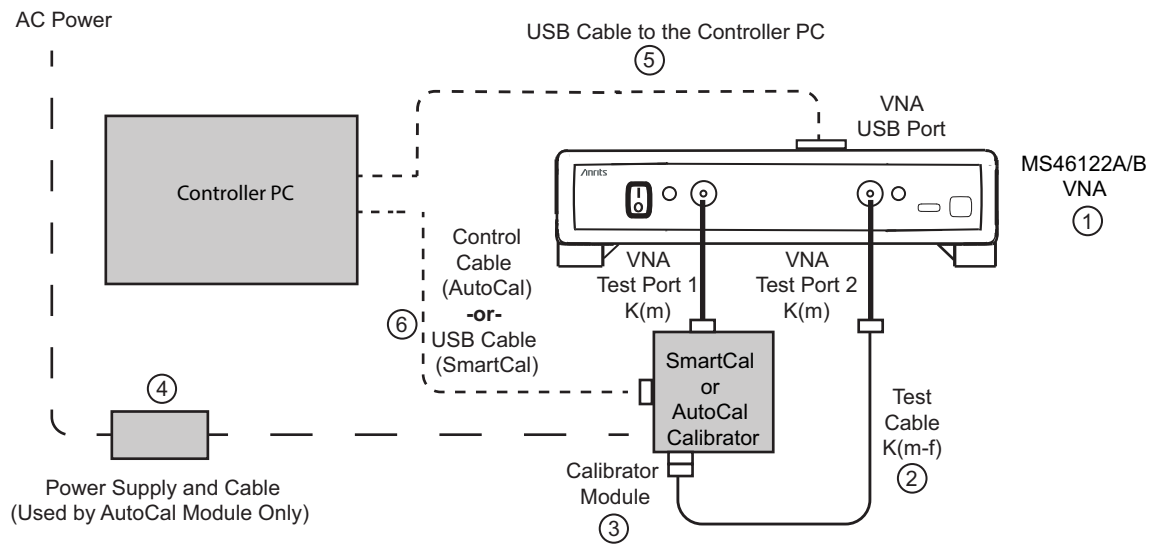 AC Power
USB Cable to the Controller PC
5
VNA
USB Port
Controller PC
MS46122A/B
VNA
1
Control
Cable
(AutoCal)
-or-
USB Cable
(SmartCal)
6
VNA
Test Port 1
K(m)
VNA
Test Port 2
K(m)
SmartCal
or
AutoCal
Calibrator
4
Power Supply and Cable
(Used by AutoCal Module Only)
Calibrator
Module
3
Test
Cable
K(m-f)
2